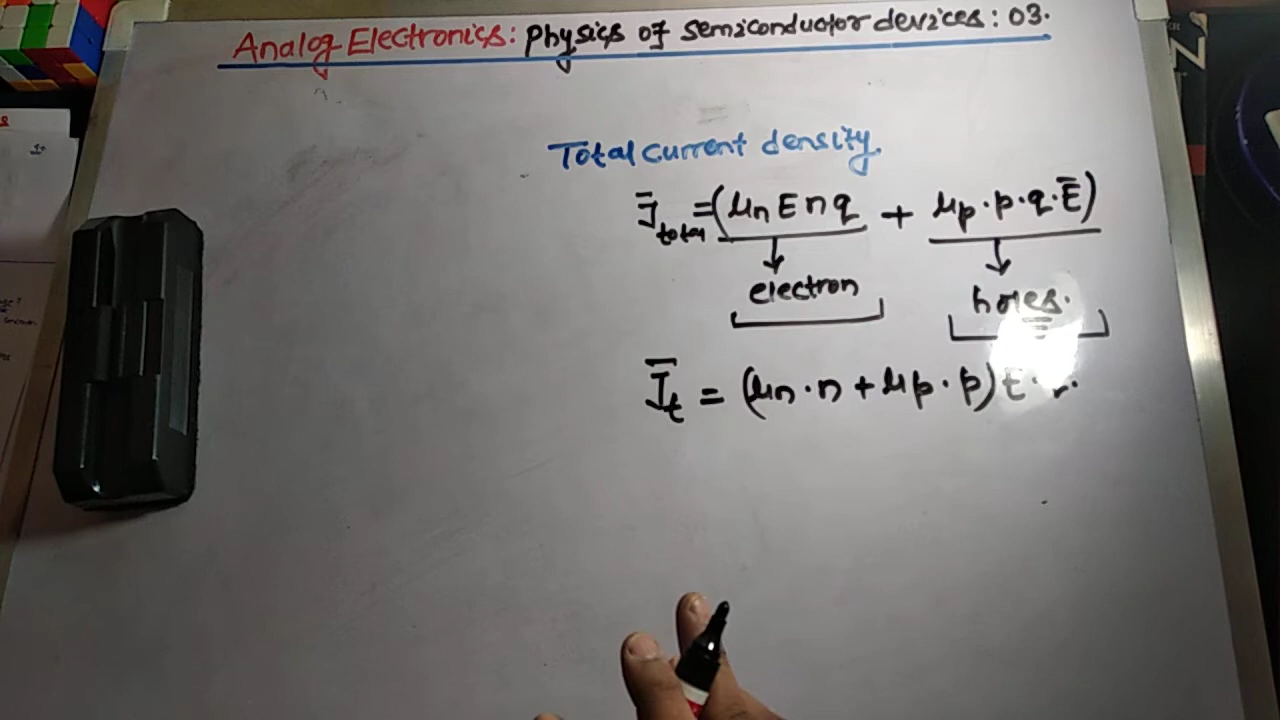 Analog Electronics: Physics of semiconductor devices: 03.
Total current density.
J̄total = (μn E n q + μp · p · q · Ē)
electron holes.
J̄t = (μn · n + μp · p)